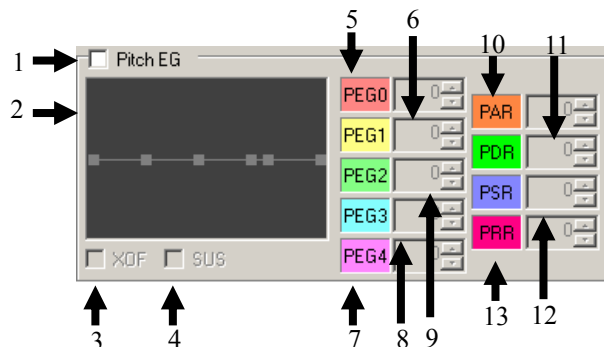 5 6 10 11
1 Pitch EG
2
PEG0 0 PAR 0
PEG1 0 PDR 0
PEG2 0 PSR 0
PEG3 0 PRR 0
PEG4 0
XOF SUS
3 4 7 8 9 13 12